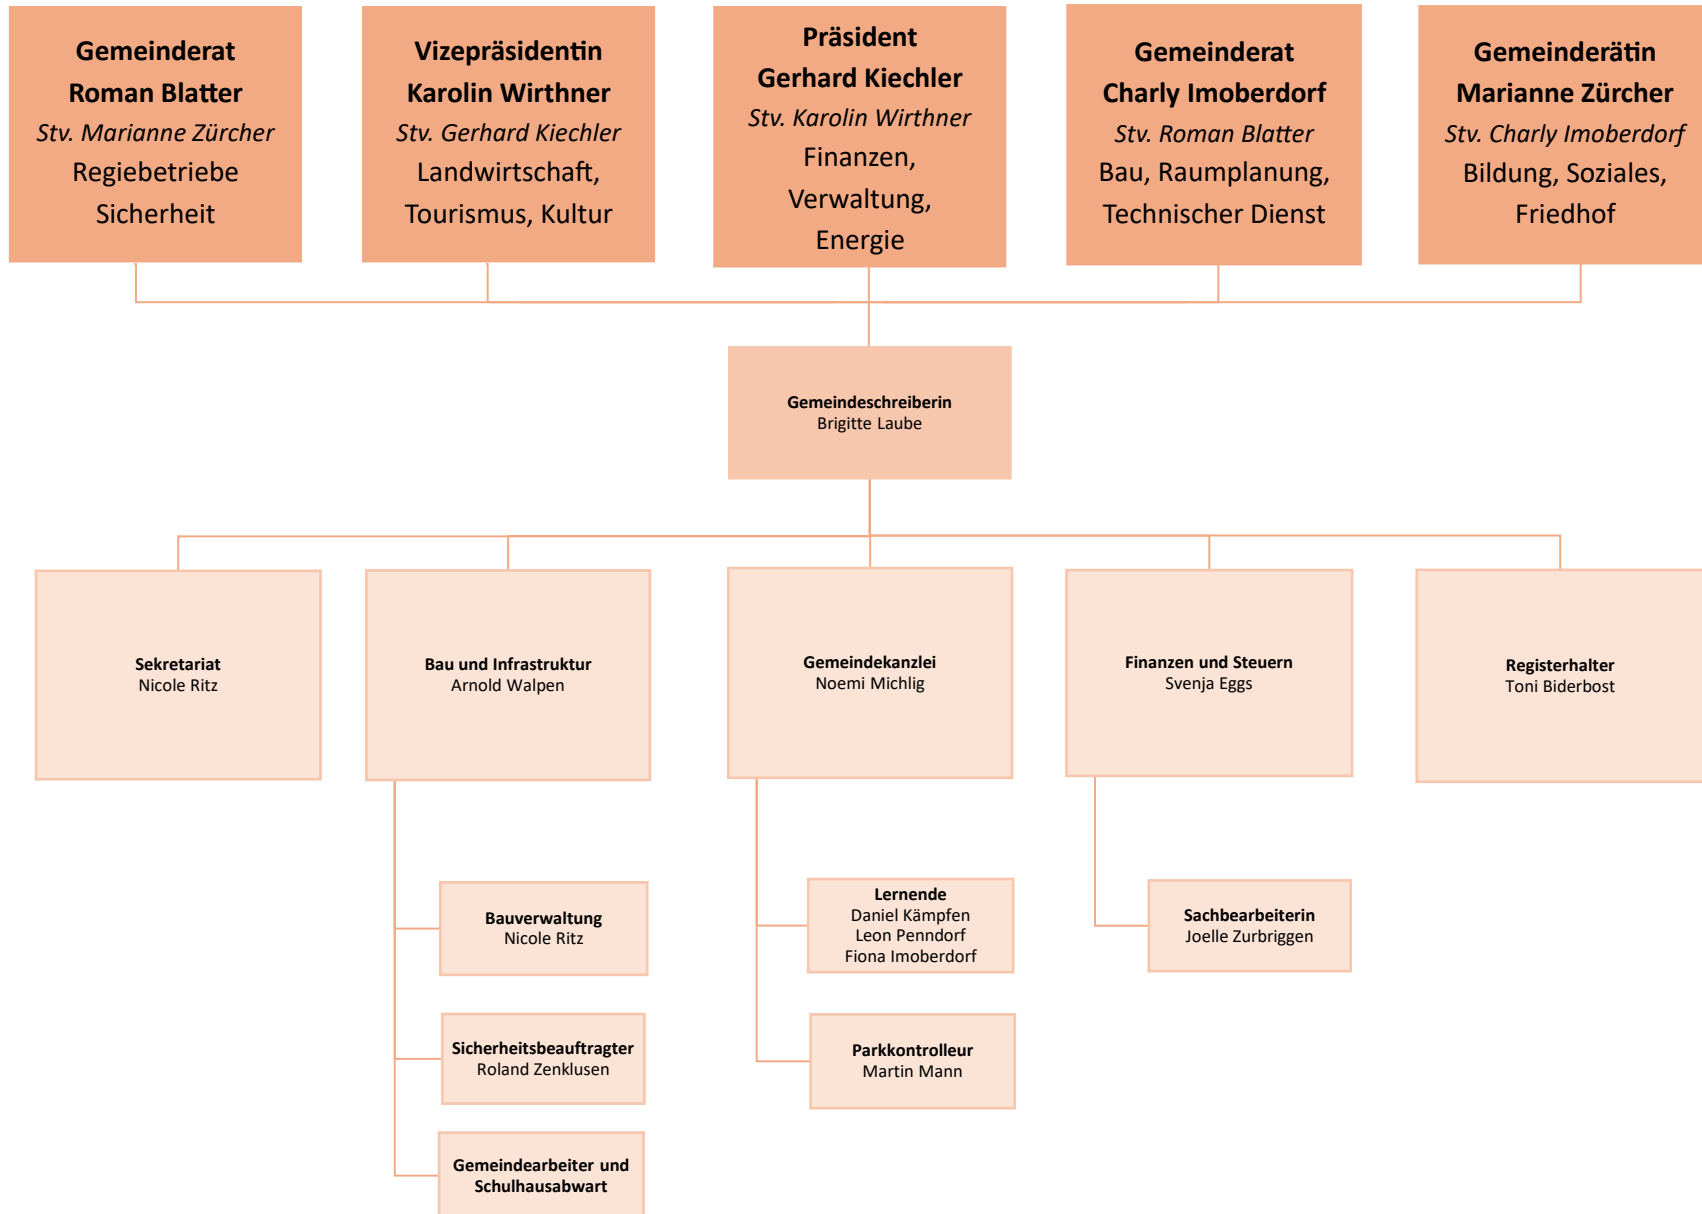 Gemeinderat
Roman Blatter
Stv. Marianne Zürcher
Regiebetriebe
Sicherheit
Vizepräsidentin
Karolin Wirthner
Stv. Gerhard Kiechler
Landwirtschaft,
Tourismus, Kultur
Präsident
Gerhard Kiechler
Stv. Karolin Wirthner
Finanzen,
Verwaltung,
Energie
Gemeinderat
Charly Imoberdorf
Stv. Roman Blatter
Bau, Raumplanung,
Technischer Dienst
Gemeinderätin
Marianne Zürcher
Stv. Charly Imoberdorf
Bildung, Soziales,
Friedhof
Gemeindeschreiberin
Brigitte Laube
Sekretariat
Nicole Ritz
Bau und Infrastruktur
Arnold Walpen
Gemeindekanzlei
Noemi Michlig
Finanzen und Steuern
Svenja Eggs
Registerhalter
Toni Biderbost
Bauverwaltung
Nicole Ritz
Sicherheitsbeauftragter
Roland Zenklusen
Gemeindearbeiter und
Schulhausabwart
Lernende
Daniel Kämpfen
Leon Penndorf
Fiona Imoberdorf
Parkkontrolleur
Martin Mann
Sachbearbeiterin
Joelle Zurbriggen